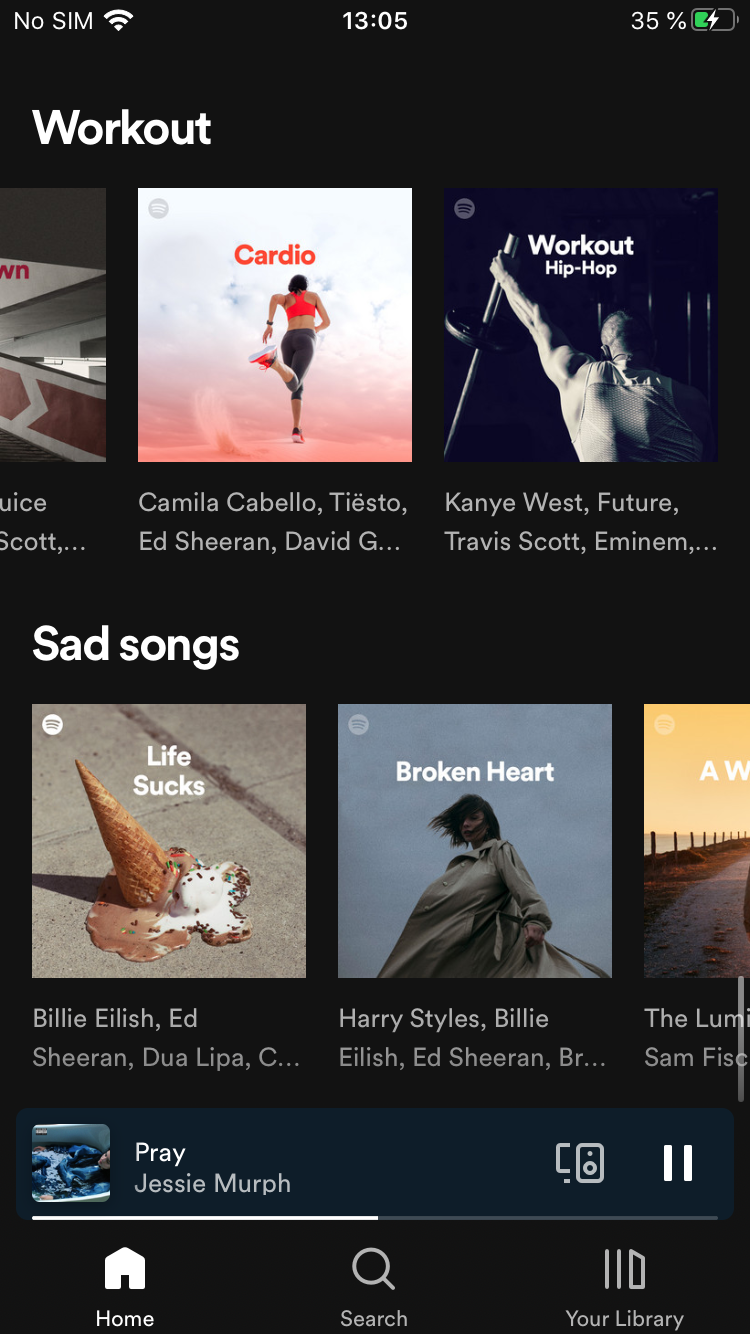 No SIM 13:05 35 %
Workout
wn
Cardio
Workout
Hip-Hop
uice
Scott,...
Camila Cabello, Tiësto,
Ed Sheeran, David G...
Kanye West, Future,
Travis Scott, Eminem,...
Sad songs
Life
Sucks
Broken Heart
A W
Billie Eilish, Ed
Sheeran, Dua Lipa, C...
Harry Styles, Billie
Eilish, Ed Sheeran, Br...
The Lumi
Sam Fisc
Pray
Jessie Murph
Home Search Your Library